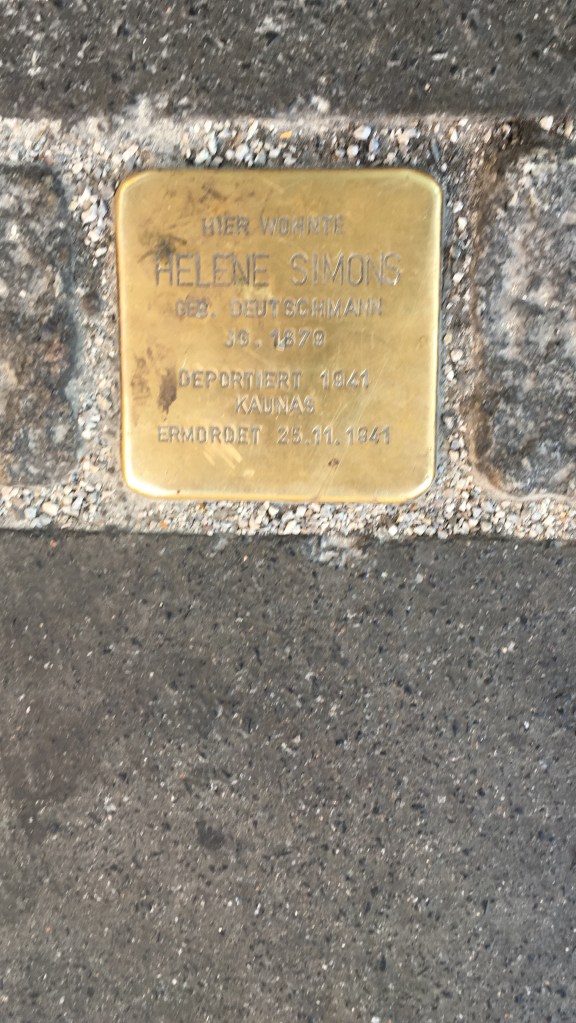 HIER WOHNTE
HELENE SIMONS
GEB. DEUTSCHMANN
JG. 1879
DEPORTIERT 1941
KAUNAS
ERMORDET 25.11.1941